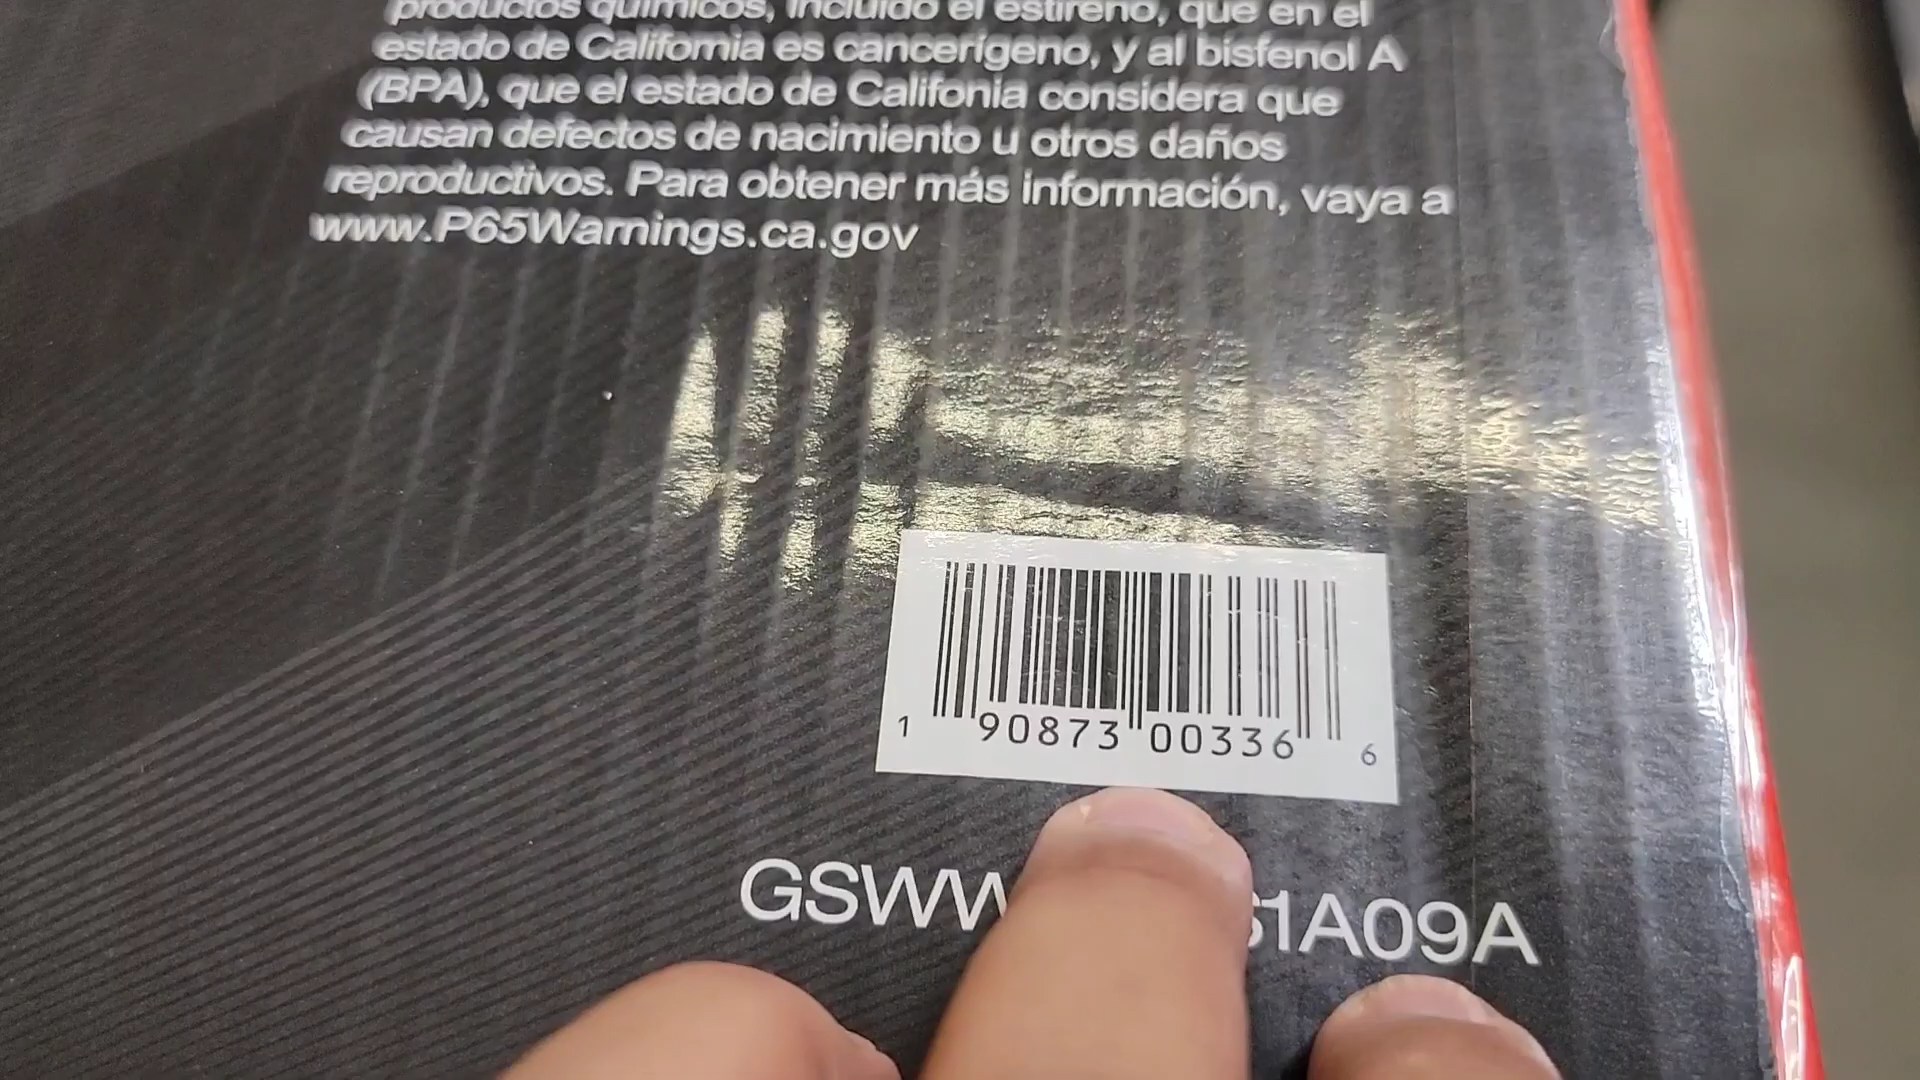 productos químicos, incluido el estireno, que en el
estado de California es cancerígeno, y al bisfenol A
(BPA), que el estado de Califonia considera que
causan defectos de nacimiento u otros daños
reproductivos. Para obtener más información, vaya a
www.P65Warnings.ca.gov
1 90873 00336 6